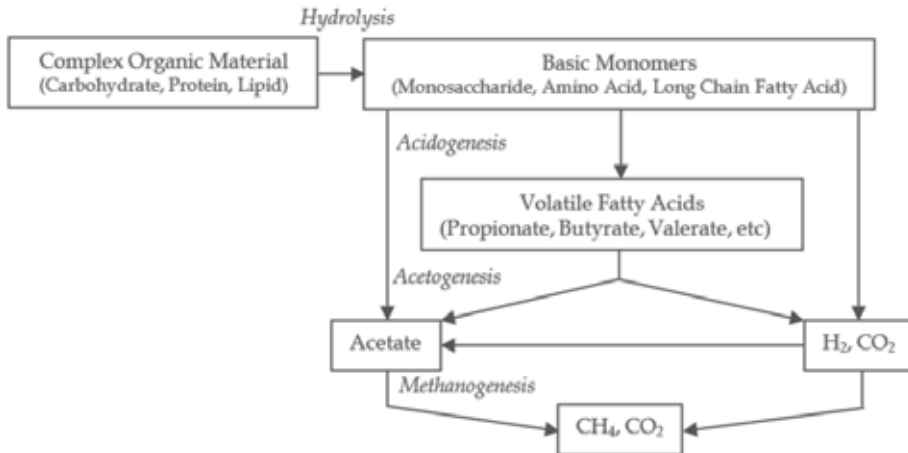 Hydrolysis
Complex Organic Material
(Carbohydrate, Protein, Lipid)
Basic Monomers
(Monosaccharide, Amino Acid, Long Chain Fatty Acid)
Acidogenesis
Volatile Fatty Acids
(Propionate, Butyrate, Valerate, etc)
Acetogenesis
Acetate
H₂, CO₂
Methanogenesis
CH₄, CO₂